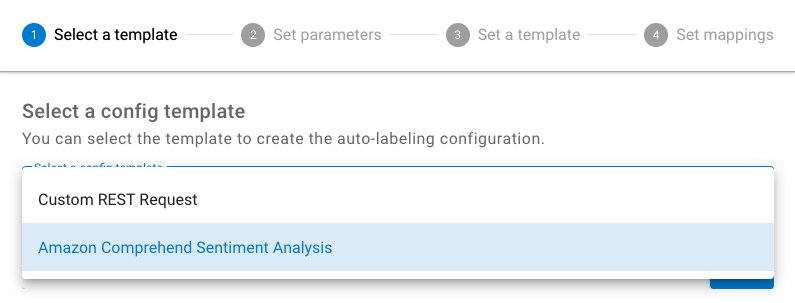 1 Select a template 2 Set parameters 3 Set a template 4 Set mappings
Select a config template
You can select the template to create the auto-labeling configuration.
Select a config template
Custom REST Request
Amazon Comprehend Sentiment Analysis